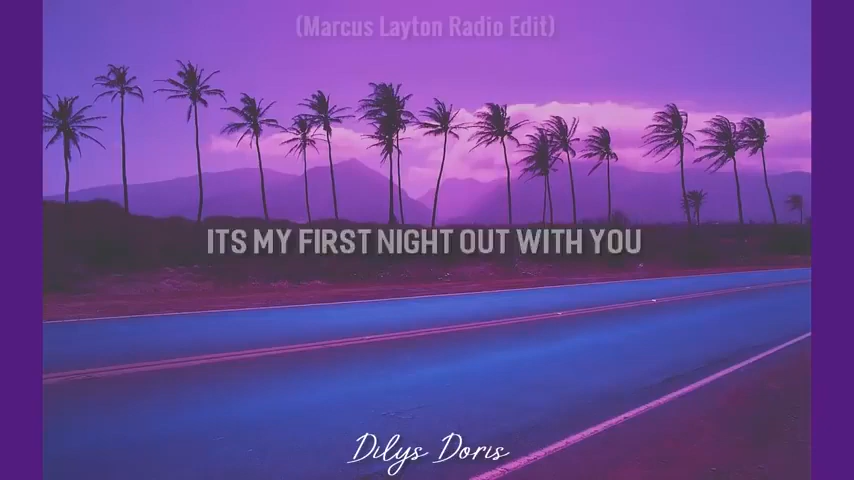 (Marcus Layton Radio Edit)
ITS MY FIRST NIGHT OUT WITH YOU
Dilys Doris